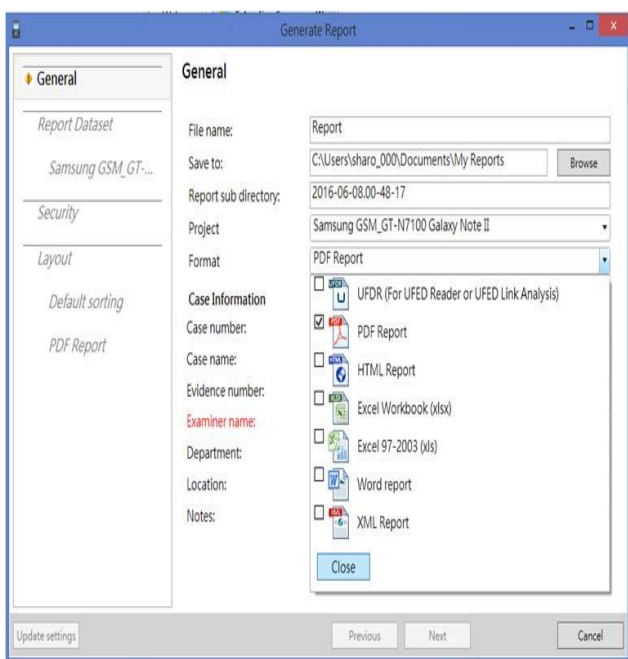 Generate Report
General
Report Dataset
Samsung GSM_GT-...
Security
Layout
Default sorting
PDF Report
General
File name: Report
Save to: C:\Users\sharo_000\Documents\My Reports Browse
Report sub directory: 2016-06-08.00-48-17
Project Samsung GSM_GT-N7100 Galaxy Note II
Format PDF Report
Case Information
Case number:
Case name:
Evidence number:
Examiner name:
Department:
Location:
Notes:
UFDR (For UFED Reader or UFED Link Analysis)
PDF Report
HTML Report
Excel Workbook (xlsx)
Excel 97-2003 (xls)
Word report
XML Report
Close
Update settings Previous Next Cancel